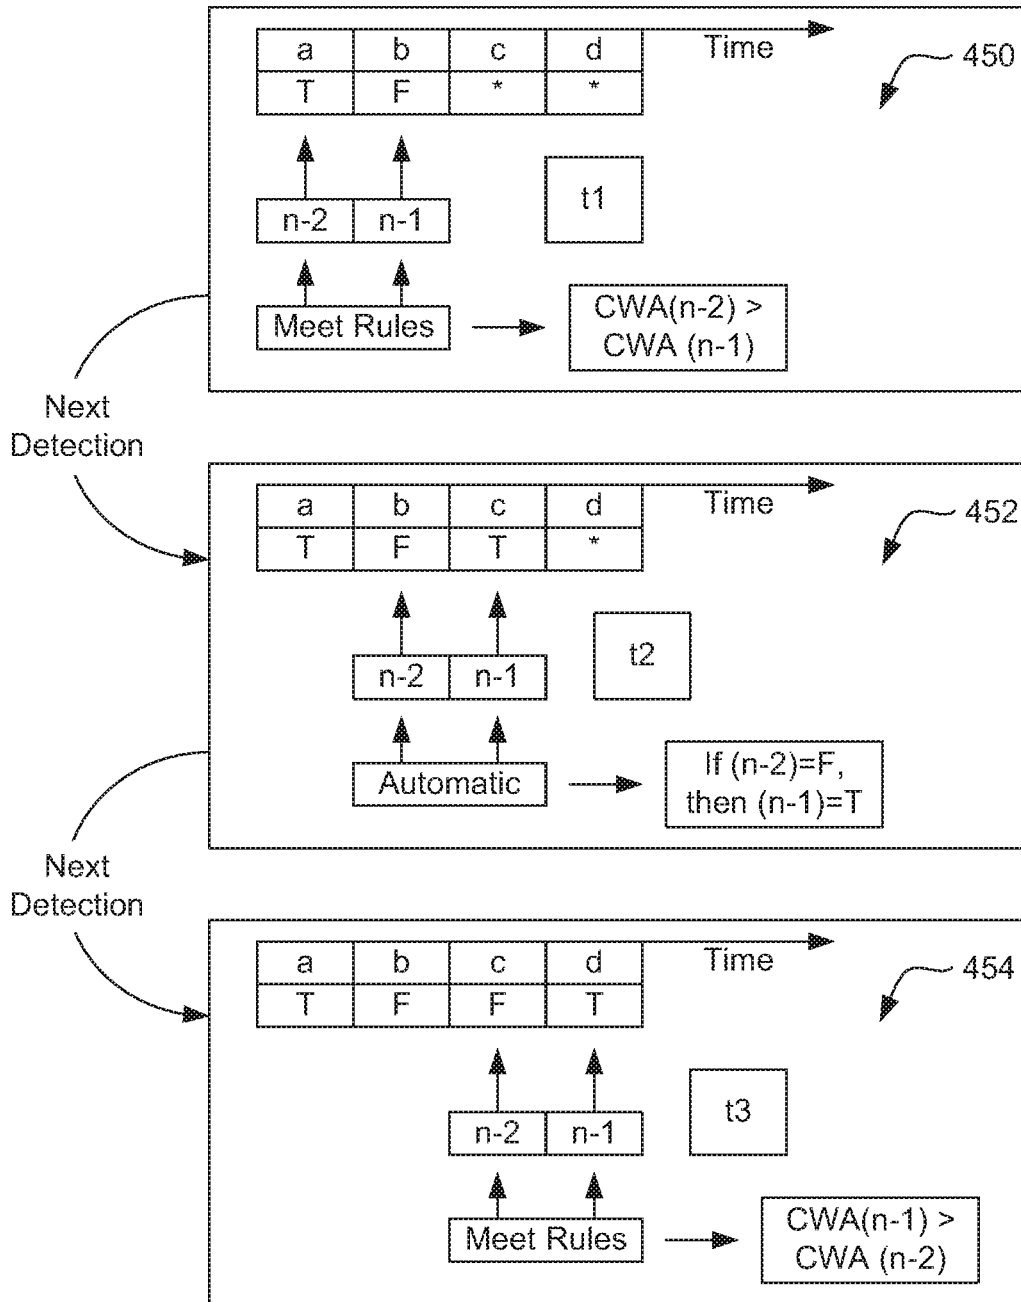 a b c d Time
T F * *
450
t1
n-2 n-1
Meet Rules
CWA(n-2) >
CWA (n-1)
Next
Detection
a b c d Time
T F T *
452
t2
n-2 n-1
Automatic
If (n-2)=F,
then (n-1)=T
Next
Detection
a b c d Time
T F F T
454
t3
n-2 n-1
Meet Rules
CWA(n-1) >
CWA (n-2)